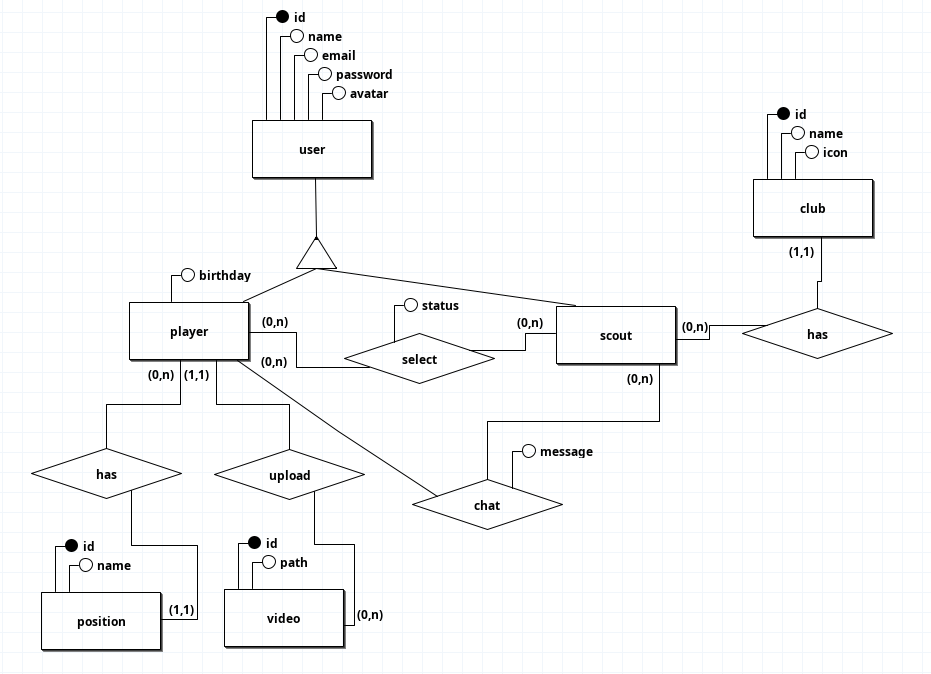 id
name
email
password
avatar
user
id
name
icon
club
(1,1)
birthday
player
(0,n)
(0,n)
status
select
(0,n)
scout
(0,n)
has
(0,n)
(1,1)
(0,n)
has
upload
message
chat
id
name
position
(1,1)
id
path
video
(0,n)